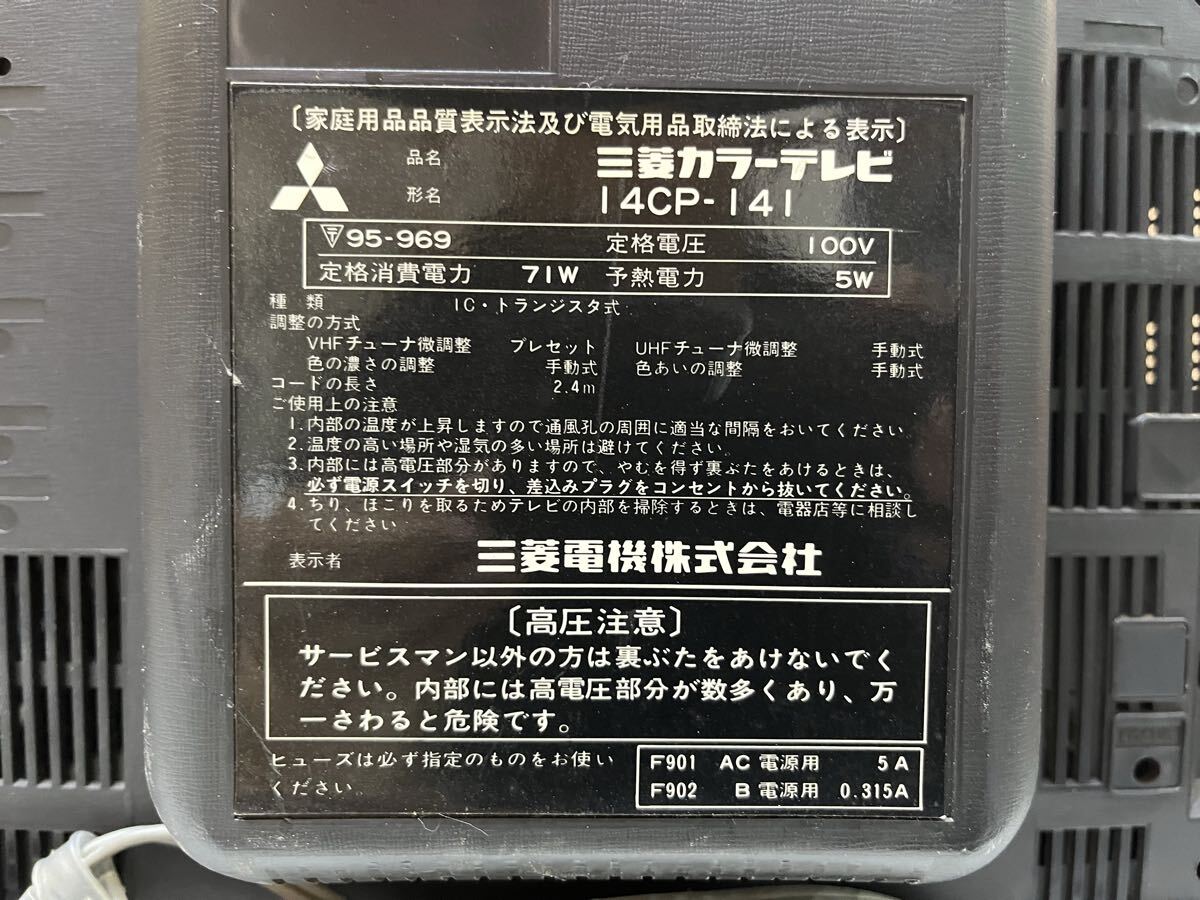 〔家庭用品品質表示法及び電気用品取締法による表示〕
品名 三菱カラーテレビ
形名 14CP-141
〒95-969 定格電圧 100V
定格消費電力 71W 予熱電力 5W
種類 IC・トランジスタ式
調整の方式
VHFチューナ微調整 プレセット UHFチューナ微調整 手動式
色の濃さの調整 手動式 色あいの調整 手動式
コードの長さ 2.4m
ご使用上の注意
1.内部の温度が上昇しますので通風孔の周囲に適当な間隔をおいてください。
2.温度の高い場所や湿気の多い場所は避けてください。
3.内部には高電圧部分がありますので、やむを得ず裏ぶたをあけるときは、
必ず電源スイッチを切り、差込みプラグをコンセントから抜いてください。
4.ちり、ほこりを取るためテレビの内部を掃除するときは、電器店等に相談し
てください
表示者 三菱電機株式会社
〔高圧注意〕
サービスマン以外の方は裏ぶたをあけないでく
ださい。内部には高電圧部分が数多くあり、万
一さわると危険です。
ヒューズは必ず指定のものをお使い
ください
F901 AC電源用 5A
F902 B電源用 0.315A